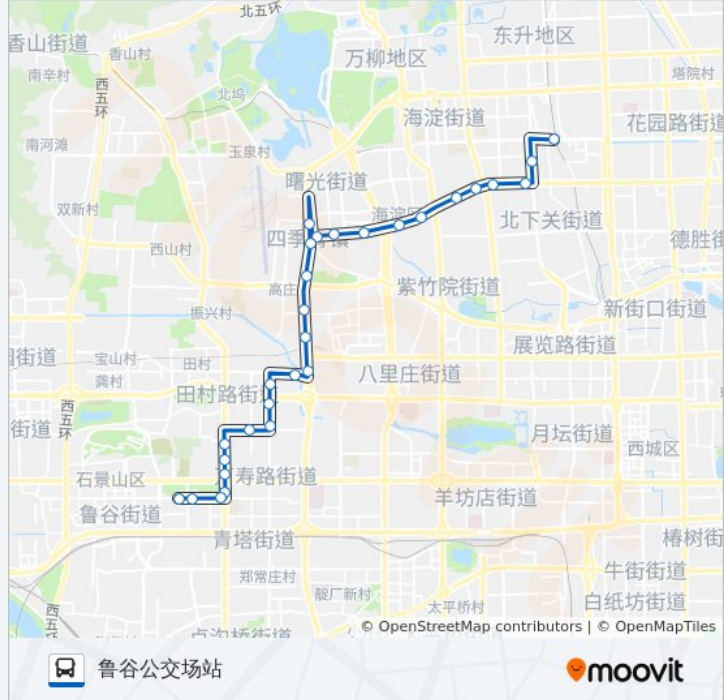 北五环
东升地区
香山街道
香山村
万柳地区
南辛村
西五环
塔院村
北坞
海淀街道
花园路街道
南河滩
玉泉村
曙光街道
双新村
海淀区
北下关街道
四季青镇
德胜街
西山村
高庄
紫竹院街道
新街口街道
振兴村
展览路街道
宝山村
田村
八里庄街道
龚村
田村路街道
西五环
街道
月坛街道
西城区
石景山区
寿路街道
羊坊店街道
鲁谷街道
青塔街道
椿树街
郑常庄村
牛街街道
靛厂新村
白纸坊街道
太平桥村
西五环
卢沟桥街道
© OpenStreetMap contributors | © OpenMapTiles
鲁谷公交场站
moovit